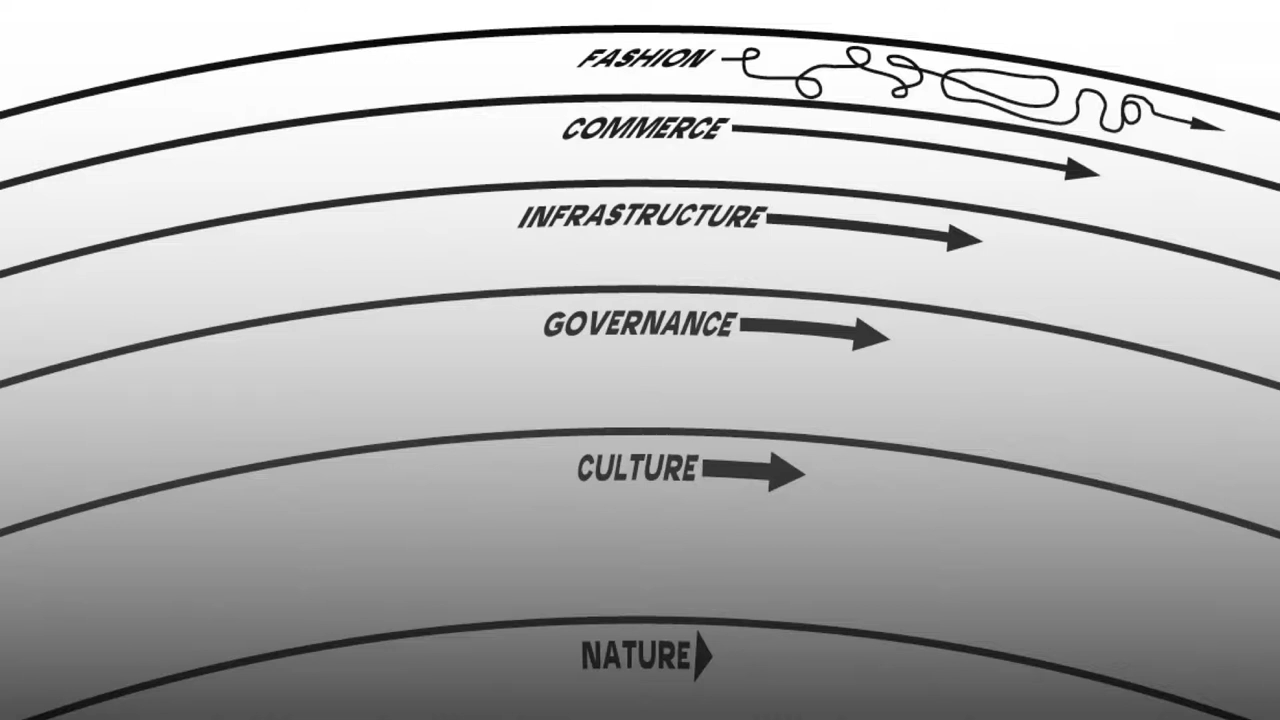 FASHION
COMMERCE
INFRASTRUCTURE
GOVERNANCE
CULTURE
NATURE